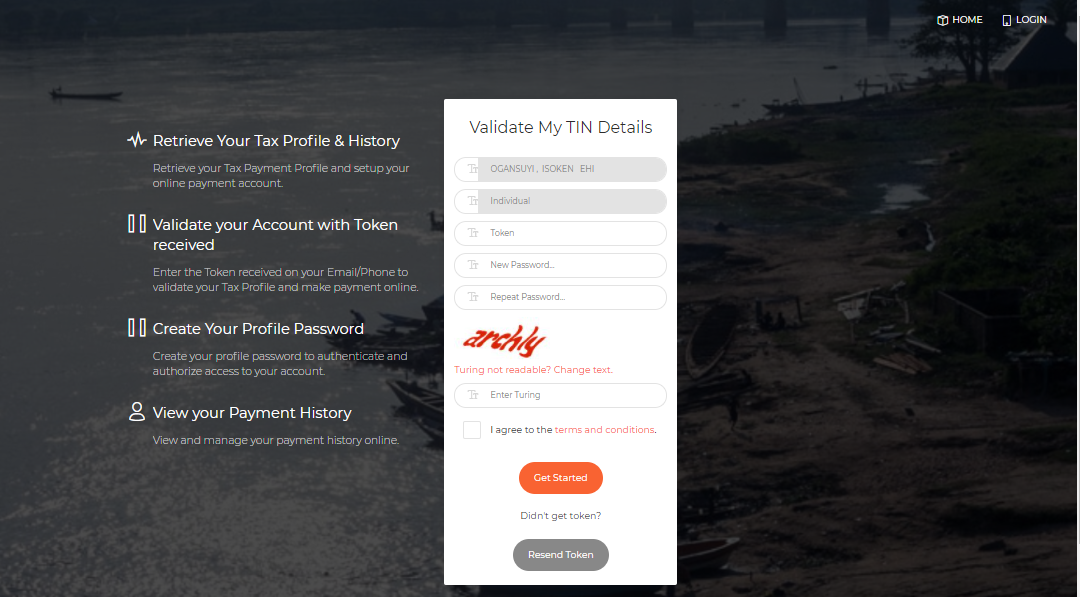 HOME
LOGIN
Retrieve Your Tax Profile & History
Retrieve your Tax Payment Profile and setup your
online payment account.
Validate your Account with Token
received
Enter the Token received on your Email/Phone to
validate your Tax Profile and make payment online.
Create Your Profile Password
Create your profile password to authenticate and
authorize access to your account.
View your Payment History
View and manage your payment history online.
Validate My TIN Details
OGANSUYI , ISOKEN EHI
Individual
Token
New Password...
Repeat Password...
archly
Turing not readable? Change text.
Enter Turing
I agree to the terms and conditions.
Get Started
Didn't get token?
Resend Token